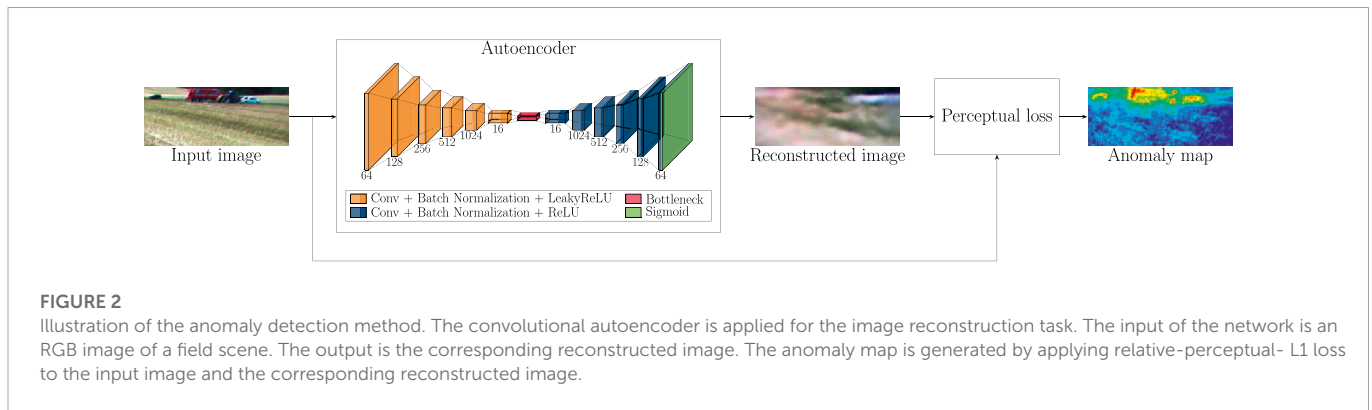 Autoencoder
Input image
64
128
256
512
1024
16
16
1024
512
256
128
64
Conv + Batch Normalization + LeakyReLU
Bottleneck
Conv + Batch Normalization + ReLU
Sigmoid
Reconstructed image
Perceptual loss
Anomaly map
FIGURE 2
Illustration of the anomaly detection method. The convolutional autoencoder is applied for the image reconstruction task. The input of the network is an
RGB image of a field scene. The output is the corresponding reconstructed image. The anomaly map is generated by applying relative-perceptual- L1 loss
to the input image and the corresponding reconstructed image.